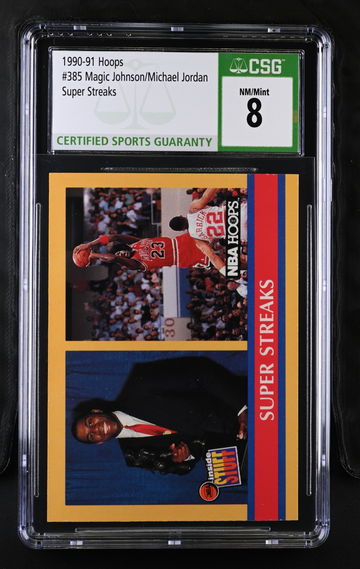 1990-91 Hoops
#385 Magic Johnson/Michael Jordan
Super Streaks
CERTIFIED SPORTS GUARANTY
CSG
NM/Mint
8
23
22
NBA HOOPS
SUPER STREAKS
inside
STUFF